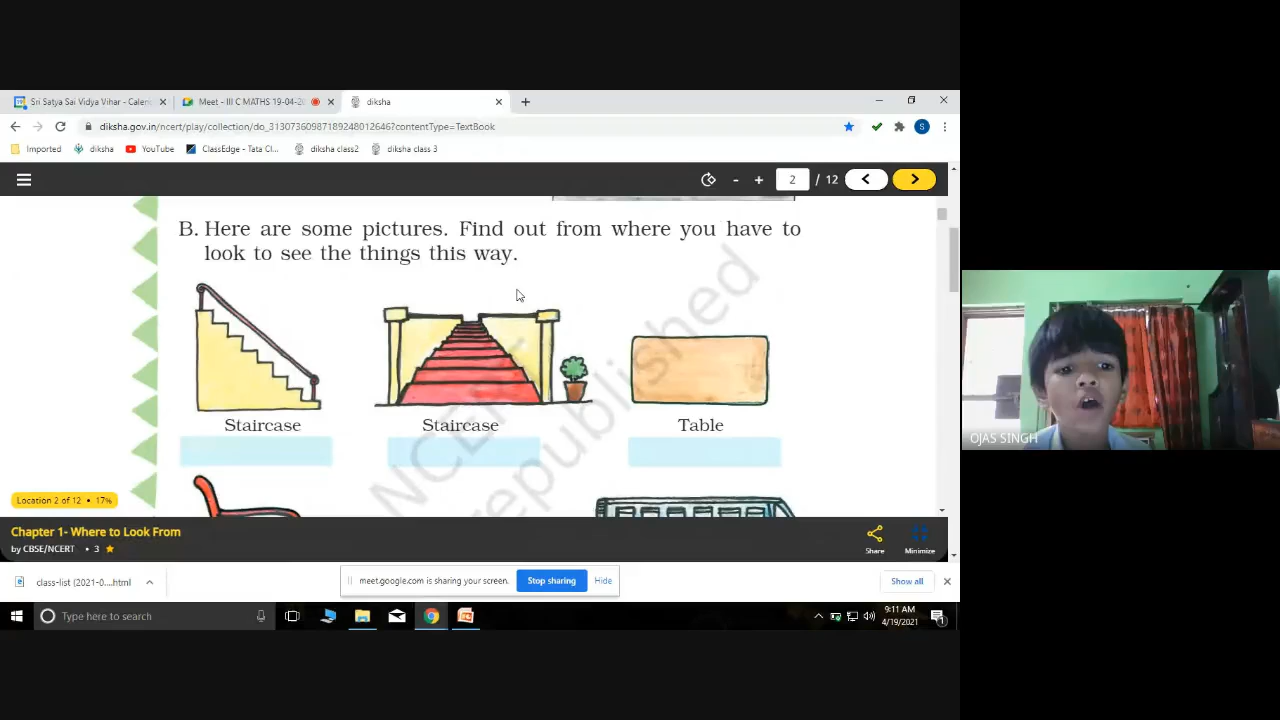 Sri Satya Sai Vidya Vihar - Calen
Meet - III C MATHS 19-04-20
diksha
diksha.gov.in/ncert/play/collection/do_31307360987189248012646?contentType=TextBook
S
Imported
diksha
YouTube
ClassEdge - Tata Cl...
diksha class2
diksha class 3
- + 2 / 12
B. Here are some pictures. Find out from where you have to
look to see the things this way.
Staircase
Staircase
Table
NCERT
republished
OJAS SINGH
Location 2 of 12 • 17%
Chapter 1- Where to Look From
by CBSE/NCERT • 3
Share
Minimize
class-list (2021-0....html
meet.google.com is sharing your screen.
Stop sharing
Hide
Show all
Type here to search
9:11 AM
4/19/2021
1